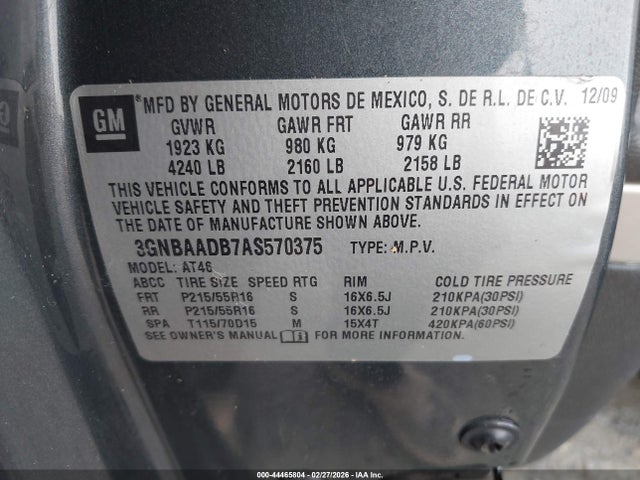 GM
®MFD BY GENERAL MOTORS DE MEXICO, S. DE R.L. DE C.V. 12/09
GVWR GAWR FRT GAWR RR
1923 KG 980 KG 979 KG
4240 LB 2160 LB 2158 LB
THIS VEHICLE CONFORMS TO ALL APPLICABLE U.S. FEDERAL MOTOR
VEHICLE SAFETY AND THEFT PREVENTION STANDARDS IN EFFECT ON
THE DATE OF MANUFACTURE SHOWN ABOVE.
3GNBAADB7AS570375 TYPE: M.P.V.
MODEL: AT46
ABCC TIRE SIZE SPEED RTG RIM COLD TIRE PRESSURE
FRT P215/55R16 S 16X6.5J 210KPA(30PSI)
RR P215/55R16 S 16X6.5J 210KPA(30PSI)
SPA T115/70D15 M 15X4T 420KPA(60PSI)
SEE OWNER'S MANUAL FOR MORE INFORMATION.
000-44465804 | 02/27/2026 - IAA Inc. Copyright